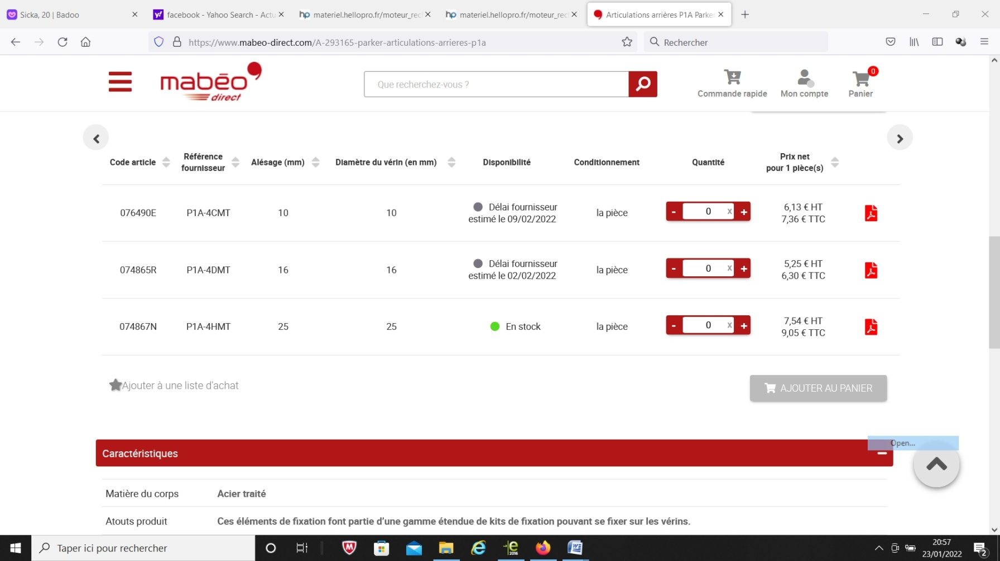 Sicka, 20 | Badoo
facebook - Yahoo Search - Actu
materiel.hellopro.fr/moteur_rec
materiel.hellopro.fr/moteur_rec
Articulations arrières P1A Parker
https://www.mabeo-direct.com/A-293165-parker-articulations-arrieres-p1a
Rechercher
mabēo
direct
Que recherchez-vous ?
Commande rapide
Mon compte
0
Panier
Code article
Référence
fournisseur
Alésage (mm)
Diamètre du vérin (en mm)
Disponibilité
Conditionnement
Quantité
Prix net
pour 1 pièce(s)
076490E P1A-4CMT 10 10 Délai fournisseur
estimé le 09/02/2022
la pièce
- 0 x +
6,13 € HT
7,36 € TTC
074865R P1A-4DMT 16 16 Délai fournisseur
estimé le 02/02/2022
la pièce
- 0 x +
5,25 € HT
6,30 € TTC
074867N P1A-4HMT 25 25 En stock
la pièce
- 0 x +
7,54 € HT
9,05 € TTC
Ajouter à une liste d'achat
AJOUTER AU PANIER
Open...
Caractéristiques
Matière du corps Acier traité
Atouts produit Ces éléments de fixation font partie d’une gamme étendue de kits de fixation pouvant se fixer sur les vérins.
Taper ici pour rechercher
2016
20:57
23/01/2022
2